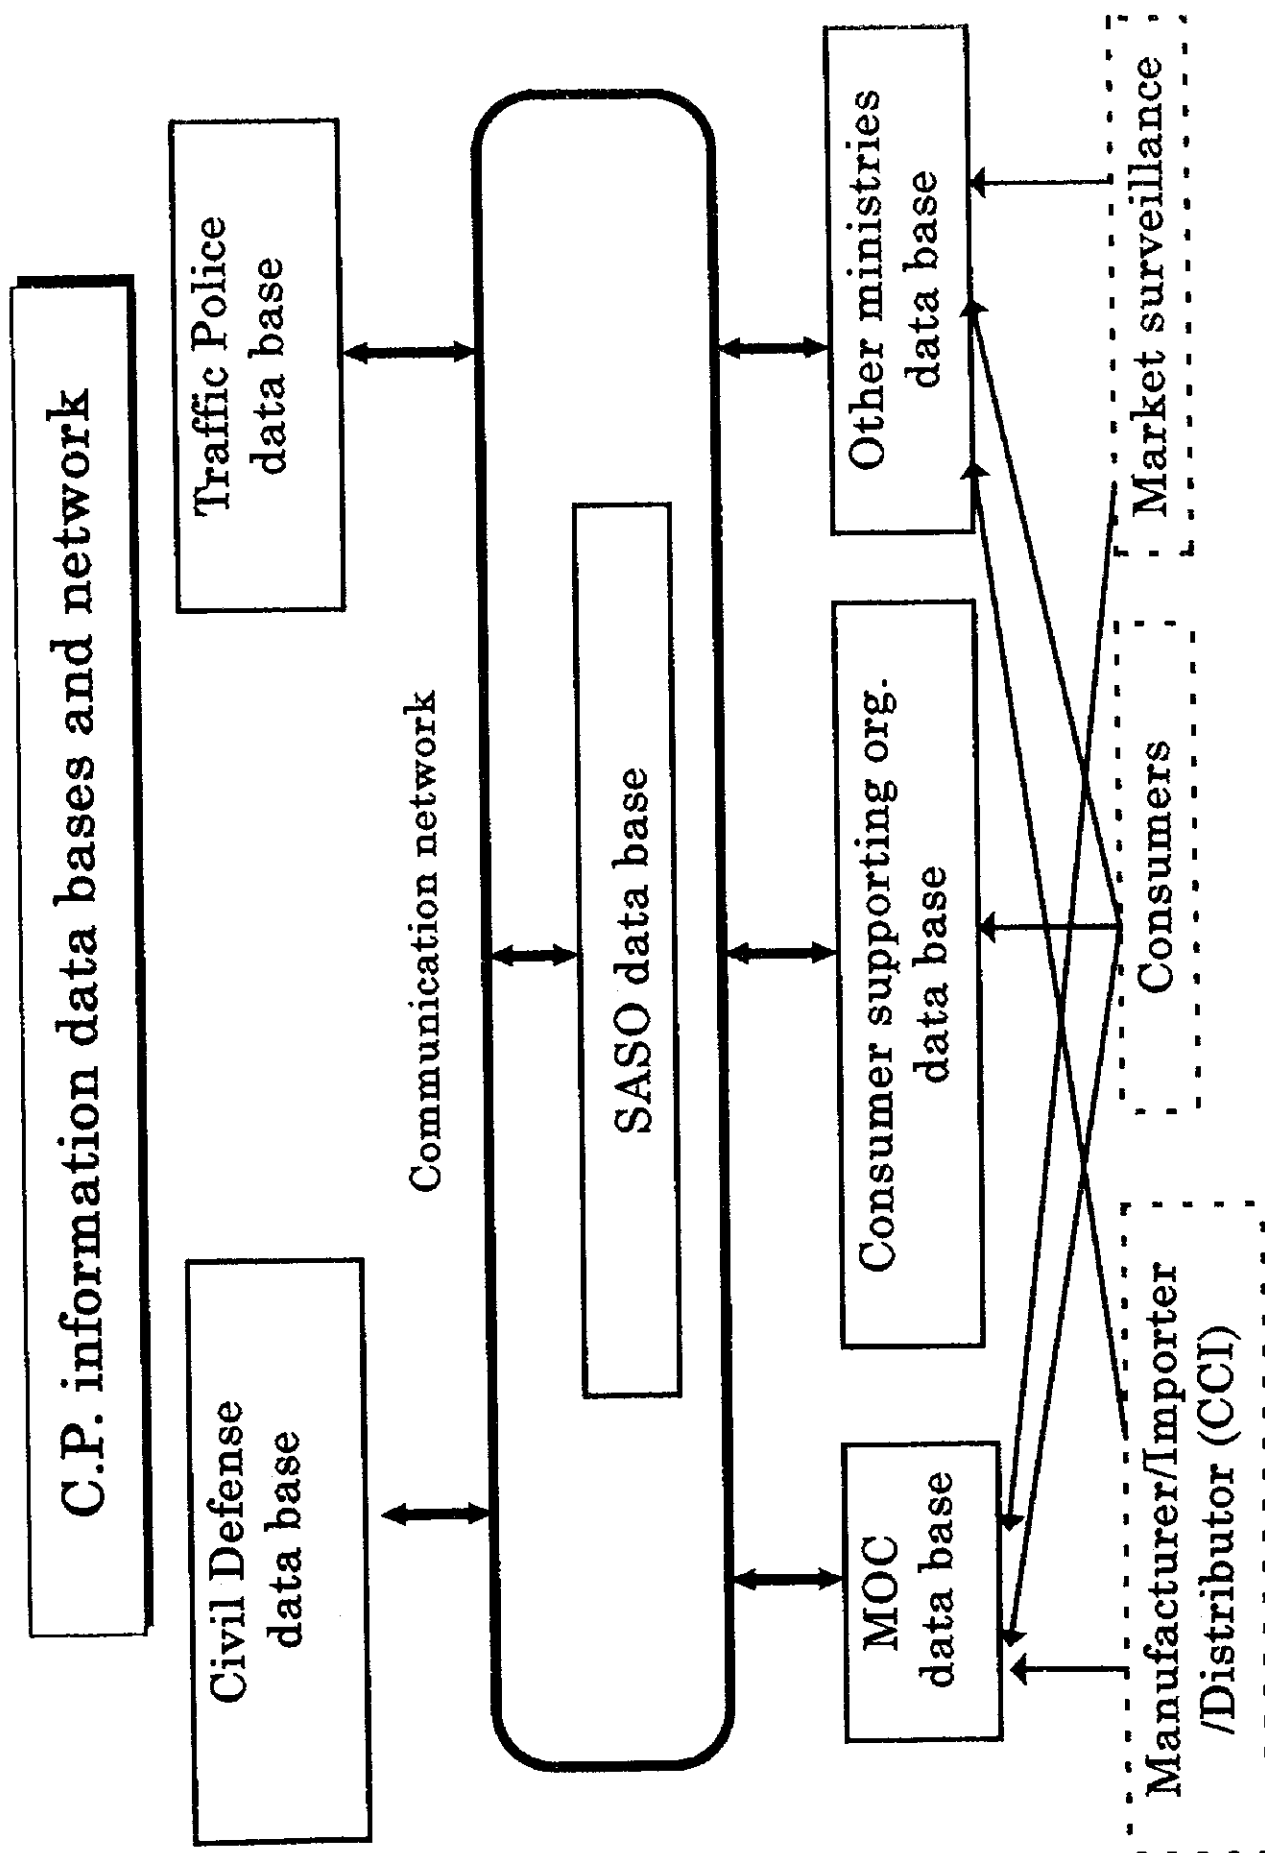 C.P. information data bases and network
Civil Defense
data base
Traffic Police
data base
Communication network
SASO data base
MOC
data base
Consumer supporting org.
data base
Other ministries
data base
Manufacturer/Importer
/Distributor (CCI)
Consumers
Market surveillance